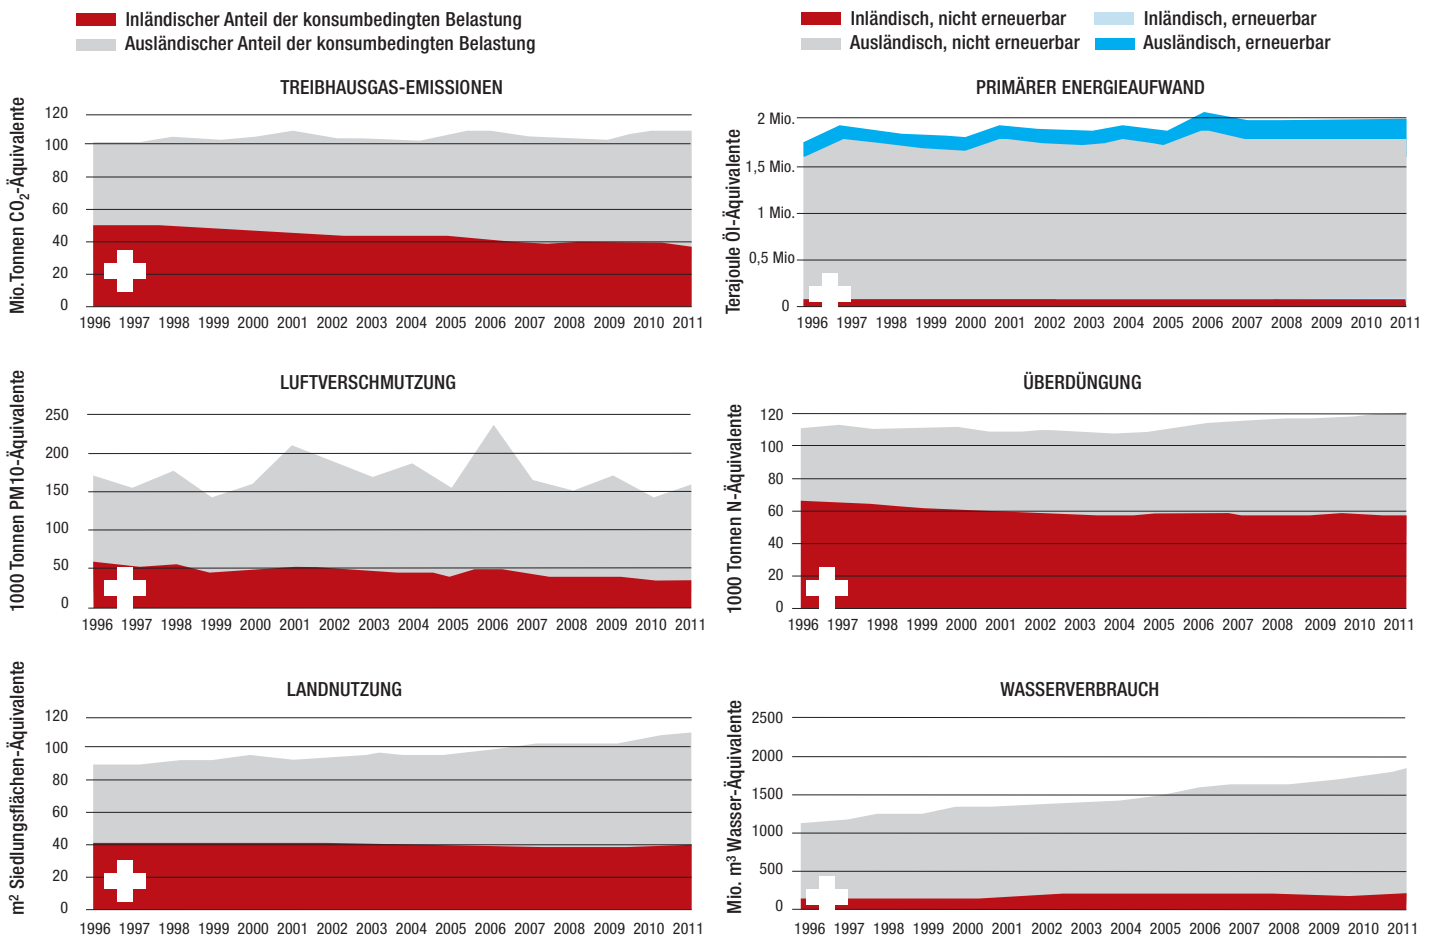 Inländischer Anteil der konsumbedingten Belastung
Ausländischer Anteil der konsumbedingten Belastung
Inländisch, nicht erneuerbar
Inländisch, erneuerbar
Ausländisch, nicht erneuerbar
Ausländisch, erneuerbar
TREIBHAUSGAS-EMISSIONEN
Mio. Tonnen CO₂-Äquivalente
120
100
80
60
40
20
0
1996 1997 1998 1999 2000 2001 2002 2003 2004 2005 2006 2007 2008 2009 2010 2011
PRIMÄRER ENERGIEAUFWAND
Terajoule Öl-Äquivalente
2 Mio.
1,5 Mio.
1 Mio.
0,5 Mio
0
1996 1997 1998 1999 2000 2001 2002 2003 2004 2005 2006 2007 2008 2009 2010 2011
LUFTVERSCHMUTZUNG
1000 Tonnen PM10-Äquivalente
250
200
150
100
50
0
1996 1997 1998 1999 2000 2001 2002 2003 2004 2005 2006 2007 2008 2009 2010 2011
ÜBERDÜNGUNG
1000 Tonnen N-Äquivalente
120
100
80
60
40
20
0
1996 1997 1998 1999 2000 2001 2002 2003 2004 2005 2006 2007 2008 2009 2010 2011
LANDNUTZUNG
m² Siedlungsflächen-Äquivalente
120
100
80
60
40
20
0
1996 1997 1998 1999 2000 2001 2002 2003 2004 2005 2006 2007 2008 2009 2010 2011
WASSERVERBRAUCH
Mio. m³ Wasser-Äquivalente
2500
2000
1500
1000
500
0
1996 1997 1998 1999 2000 2001 2002 2003 2004 2005 2006 2007 2008 2009 2010 2011